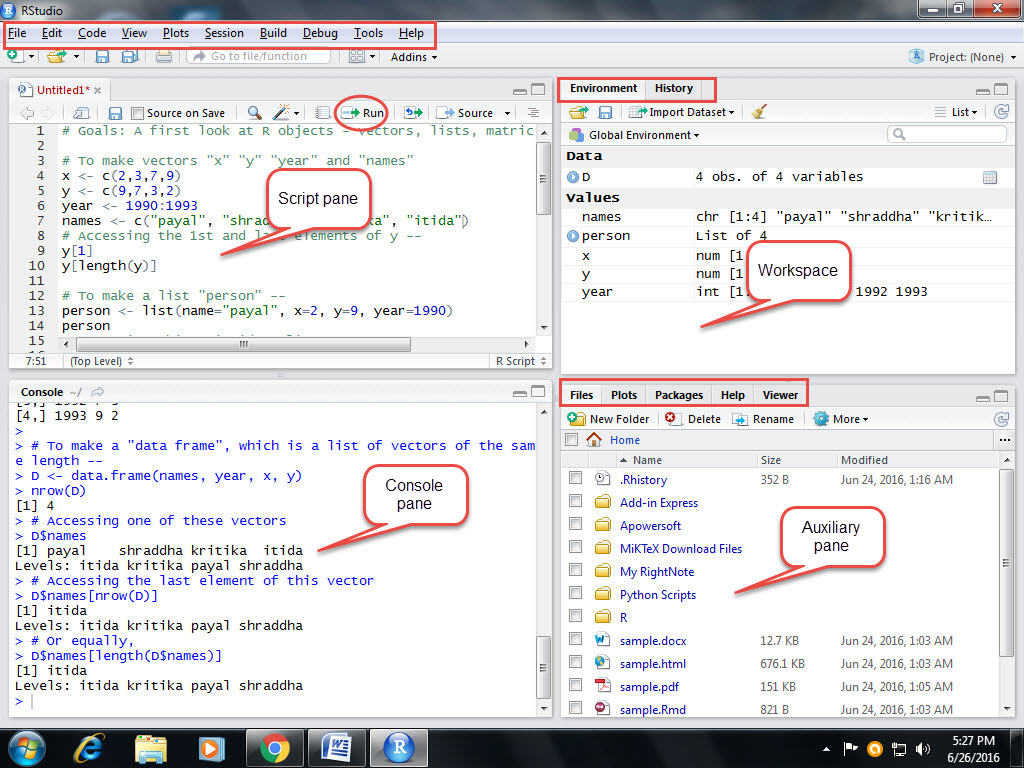 RStudio
File Edit Code View Plots Session Build Debug Tools Help
Go to file/function Addins Project: (None)
Untitled1*
Source on Save Run Source
1 # Goals: A first look at R objects - vectors, lists, matric
2
3 # To make vectors "x" "y" "year" and "names"
4 x <- c(2,3,7,9)
5 y <- c(9,7,3,2)
6 year <- 1990:1993
7 names <- c("payal", "shrad ka", "itida")
8 # Accessing the 1st and la elements of y --
9 y[1]
10 y[length(y)]
11
12 # To make a list "person" --
13 person <- list(name="payal", x=2, y=9, year=1990)
14 person
15
Script pane
7:51 (Top Level) R Script
Environment History
Import Dataset List
Global Environment
Data
D 4 obs. of 4 variables
Values
names chr [1:4] "payal" "shraddha" "kritik…
person List of 4
x num [1
y num [1
year int [1: 1992 1993
Workspace
Console ~/
[4,] 1993 9 2
>
> # To make a "data frame", which is a list of vectors of the sam
e length --
> D <- data.frame(names, year, x, y)
> nrow(D)
[1] 4
> # Accessing one of these vectors
> D$names
[1] payal    shraddha kritika  itida
Levels: itida kritika payal shraddha
> # Accessing the last element of this vector
> D$names[nrow(D)]
[1] itida
Levels: itida kritika payal shraddha
> # Or equally,
> D$names[length(D$names)]
[1] itida
Levels: itida kritika payal shraddha
>
Console
pane
Files Plots Packages Help Viewer
New Folder Delete Rename More
Home ...
Name Size Modified
.Rhistory 352 B Jun 24, 2016, 1:16 AM
Add-in Express
Apowersoft
MiKTeX Download Files
My RightNote
Python Scripts
R
sample.docx 12.7 KB Jun 24, 2016, 1:03 AM
sample.html 676.1 KB Jun 24, 2016, 1:03 AM
sample.pdf 151 KB Jun 24, 2016, 1:05 AM
sample.Rmd 821 B Jun 24, 2016, 1:03 AM
Auxiliary
pane
5:27 PM
6/26/2016